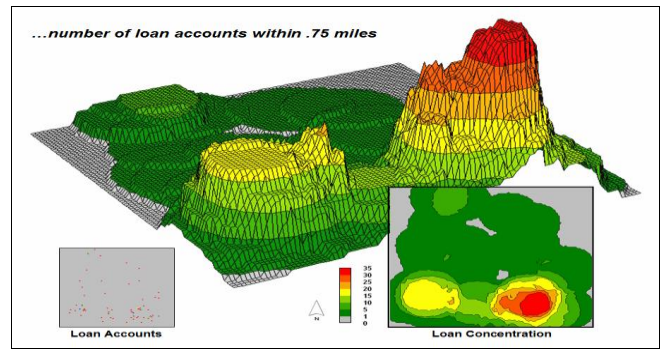 ...number of loan accounts within .75 miles
35
30
25
20
15
10
5
1
0
N
Loan Accounts
Loan Concentration